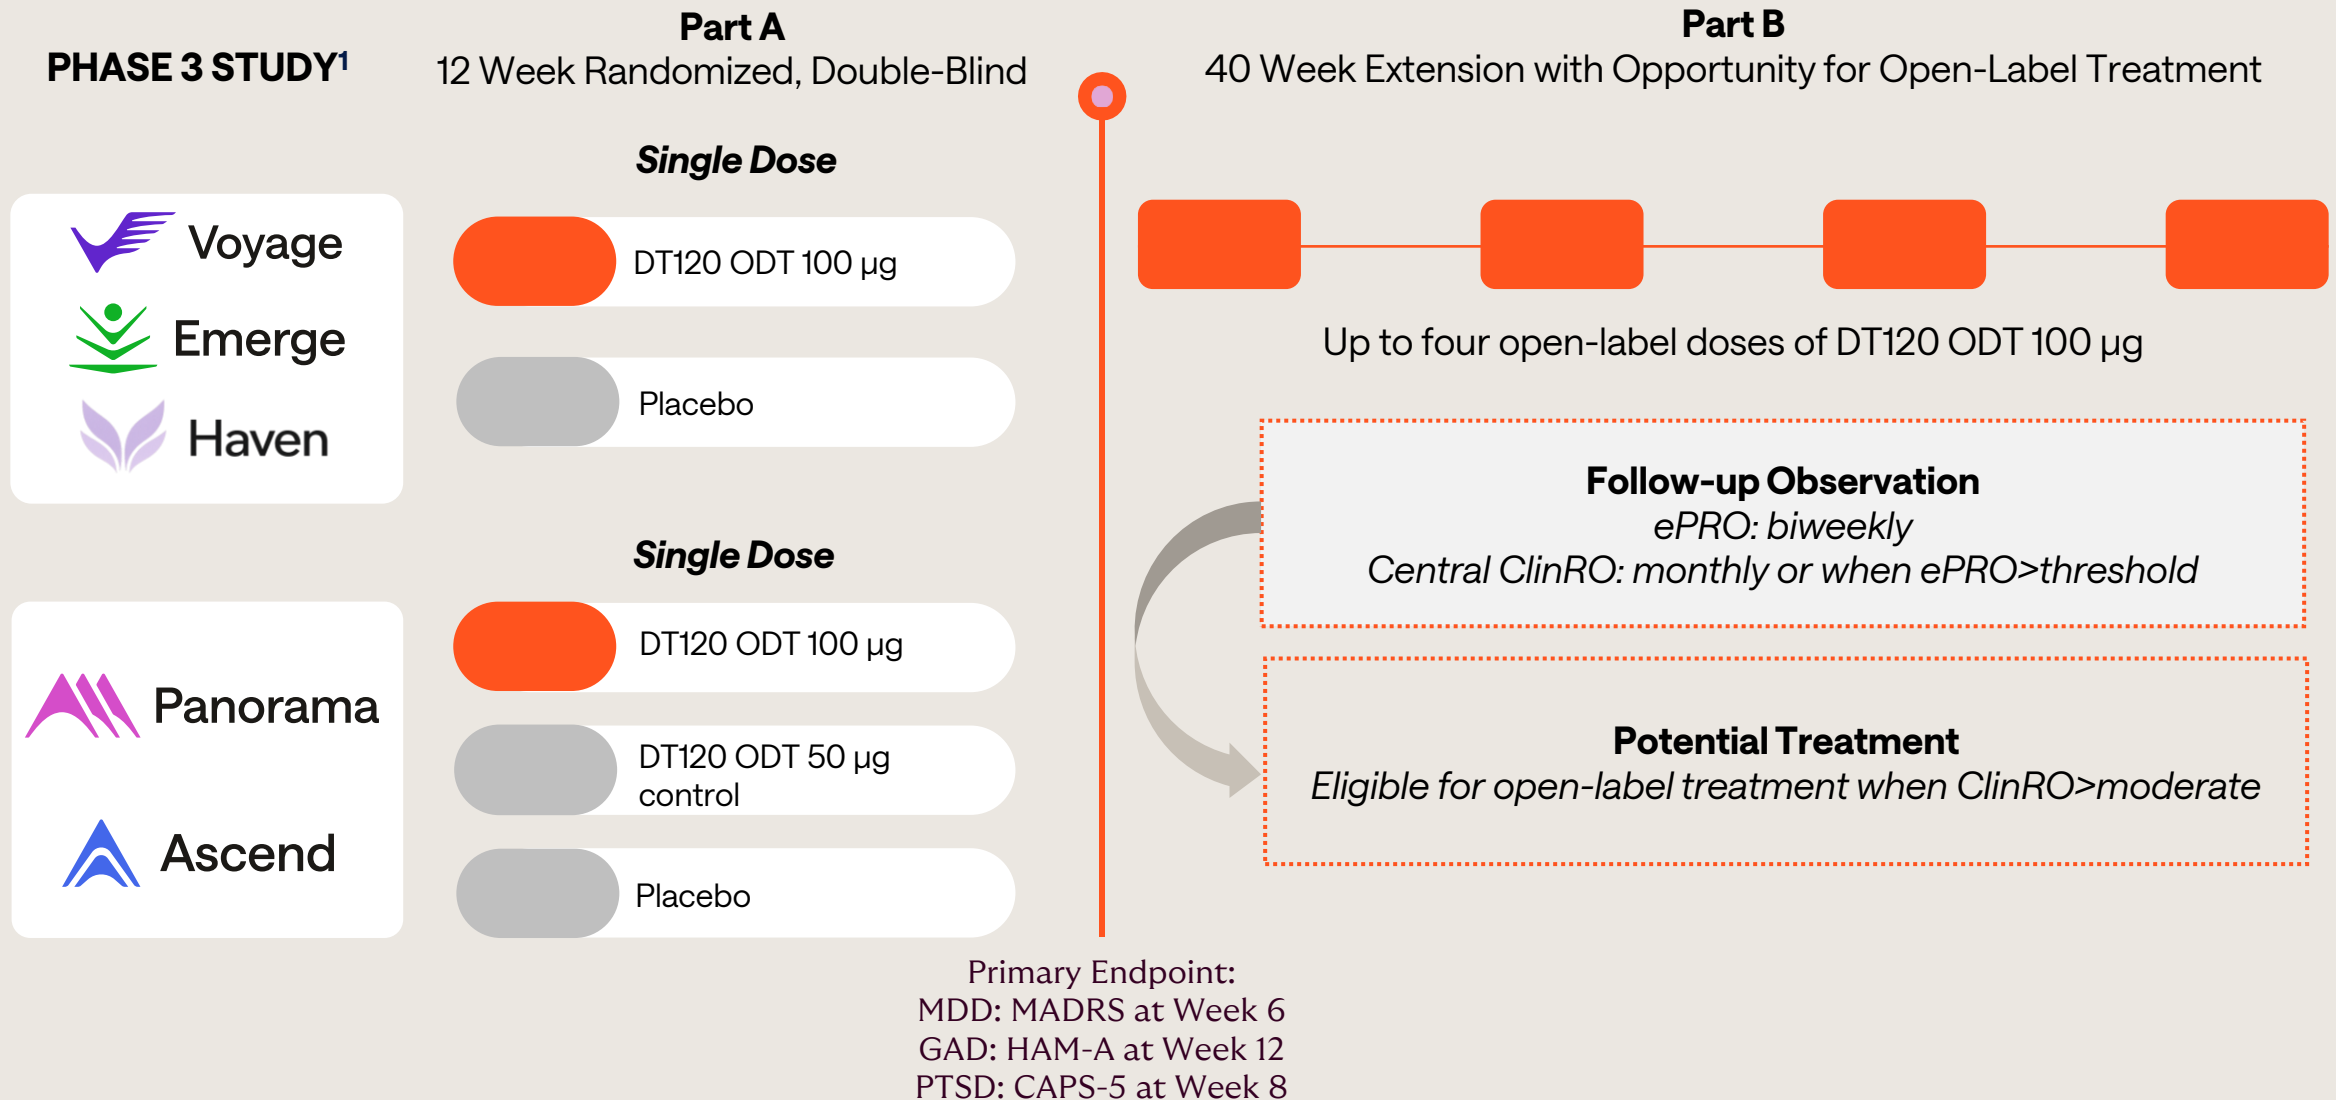 PHASE 3 STUDY¹
Part A
12 Week Randomized, Double-Blind
Part B
40 Week Extension with Opportunity for Open-Label Treatment
Voyage
Emerge
Haven
Single Dose
DT120 ODT 100 µg
Placebo
Panorama
Ascend
Single Dose
DT120 ODT 100 µg
DT120 ODT 50 µg
control
Placebo
Up to four open-label doses of DT120 ODT 100 µg
Follow-up Observation
ePRO: biweekly
Central ClinRO: monthly or when ePRO>threshold
Potential Treatment
Eligible for open-label treatment when ClinRO>moderate
Primary Endpoint:
MDD: MADRS at Week 6
GAD: HAM-A at Week 12
PTSD: CAPS-5 at Week 8